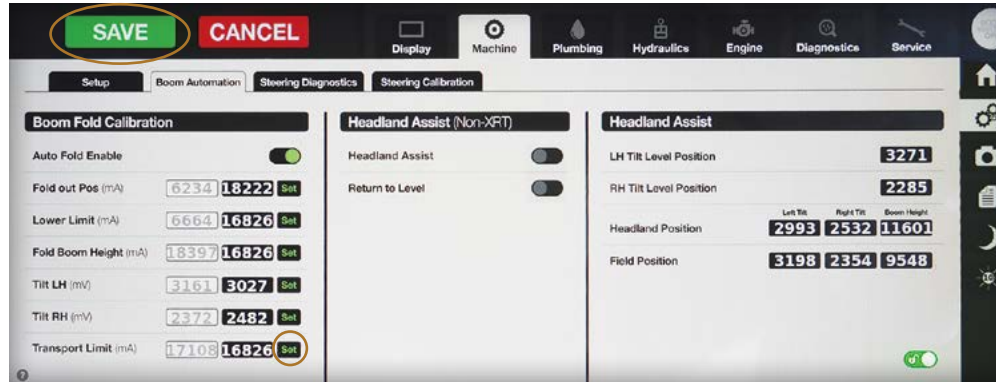 SAVE CANCEL
Display Machine Plumbing Hydraulics Engine Diagnostics Service
Setup Boom Automation Steering Diagnostics Steering Calibration
Boom Fold Calibration
Auto Fold Enable
Fold out Pos (mA) 6234 18222 Set
Lower Limit (mA) 6664 16826 Set
Fold Boom Height (mA) 18397 16826 Set
Tilt LH (mV) 3161 3027 Set
Tilt RH (mV) 2372 2482 Set
Transport Limit (mA) 17108 16826 Set
Headland Assist (Non-XRT)
Headland Assist
Return to Level
Headland Assist
LH Tilt Level Position 3271
RH Tilt Level Position 2285
Left Tilt Right Tilt Boom Height
Headland Position 2993 2532 11601
Field Position 3198 2354 9548